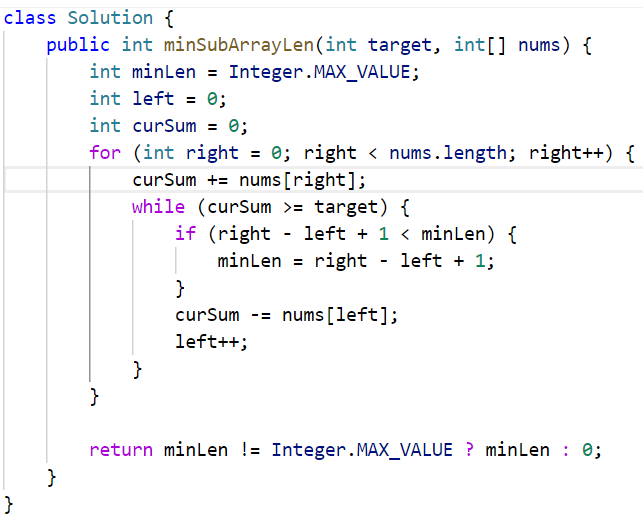 class Solution {
    public int minSubArrayLen(int target, int[] nums) {
        int minLen = Integer.MAX_VALUE;
        int left = 0;
        int curSum = 0;
        for (int right = 0; right < nums.length; right++) {
            curSum += nums[right];
            while (curSum >= target) {
                if (right - left + 1 < minLen) {
                    minLen = right - left + 1;
                }
                curSum -= nums[left];
                left++;
            }
        }

        return minLen != Integer.MAX_VALUE ? minLen : 0;
    }
}